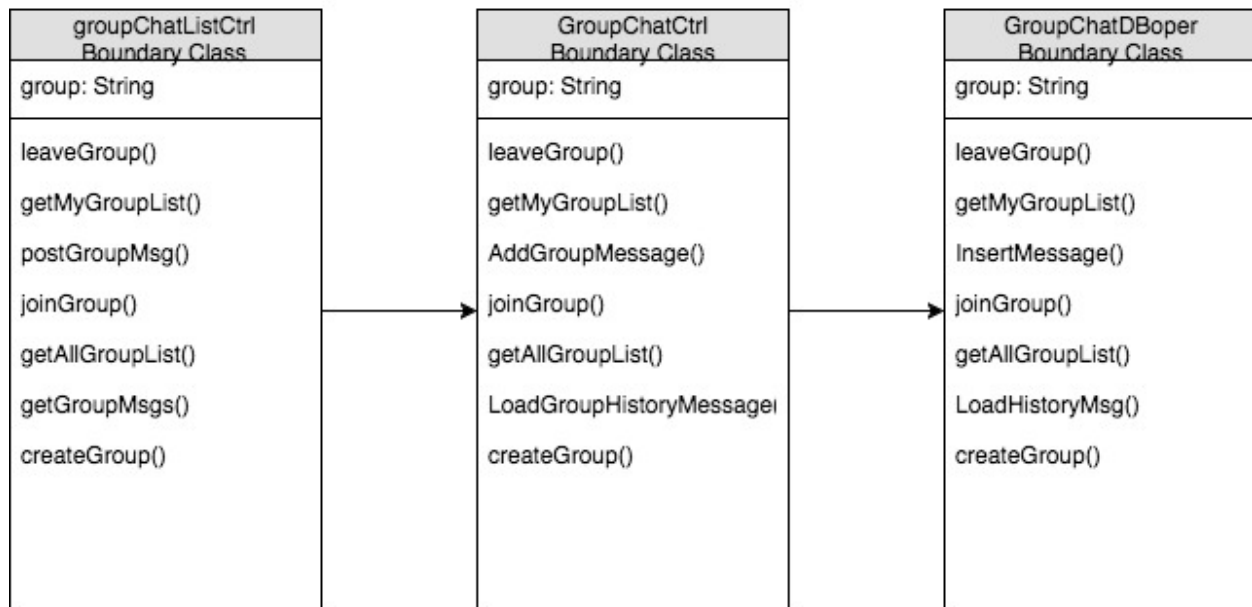 groupChatListCtrl
Boundary Class
group: String
leaveGroup()
getMyGroupList()
postGroupMsg()
joinGroup()
getAllGroupList()
getGroupMsgs()
createGroup()
GroupChatCtrl
Boundary Class
group: String
leaveGroup()
getMyGroupList()
AddGroupMessage()
joinGroup()
getAllGroupList()
LoadGroupHistoryMessage(
createGroup()
GroupChatDBoper
Boundary Class
group: String
leaveGroup()
getMyGroupList()
InsertMessage()
joinGroup()
getAllGroupList()
LoadHistoryMsg()
createGroup()